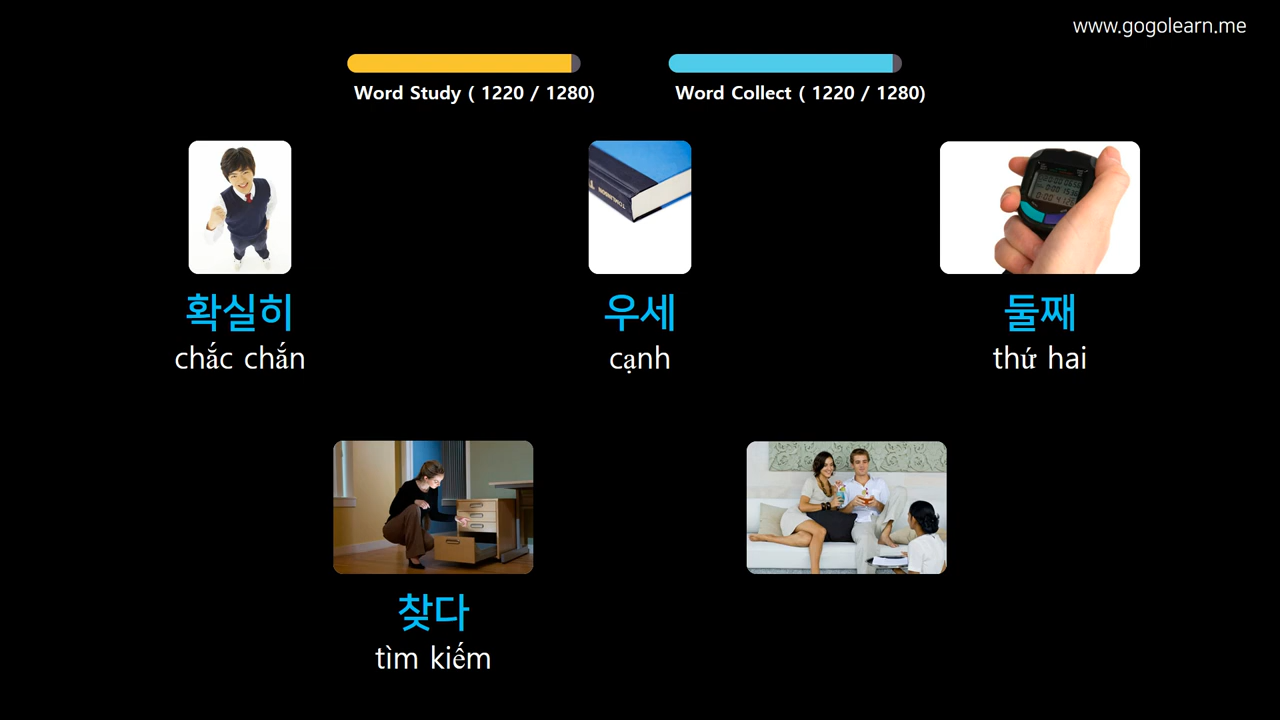 www.gogolearn.me
Word Study ( 1220 / 1280)
Word Collect ( 1220 / 1280)
확실히
chắc chắn
우세
cạnh
둘째
thứ hai
찾다
tìm kiếm